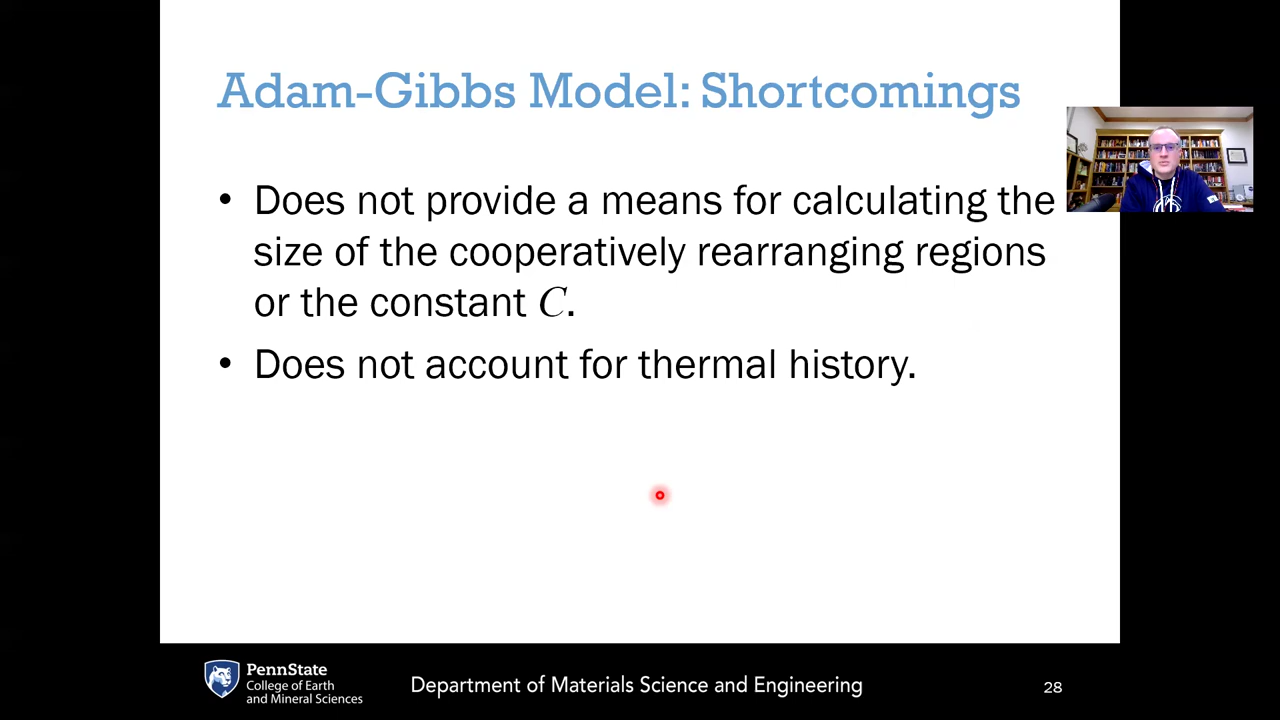 Adam-Gibbs Model: Shortcomings
• Does not provide a means for calculating the
size of the cooperatively rearranging regions
or the constant C.
• Does not account for thermal history.
PennState
College of Earth
and Mineral Sciences
Department of Materials Science and Engineering
28